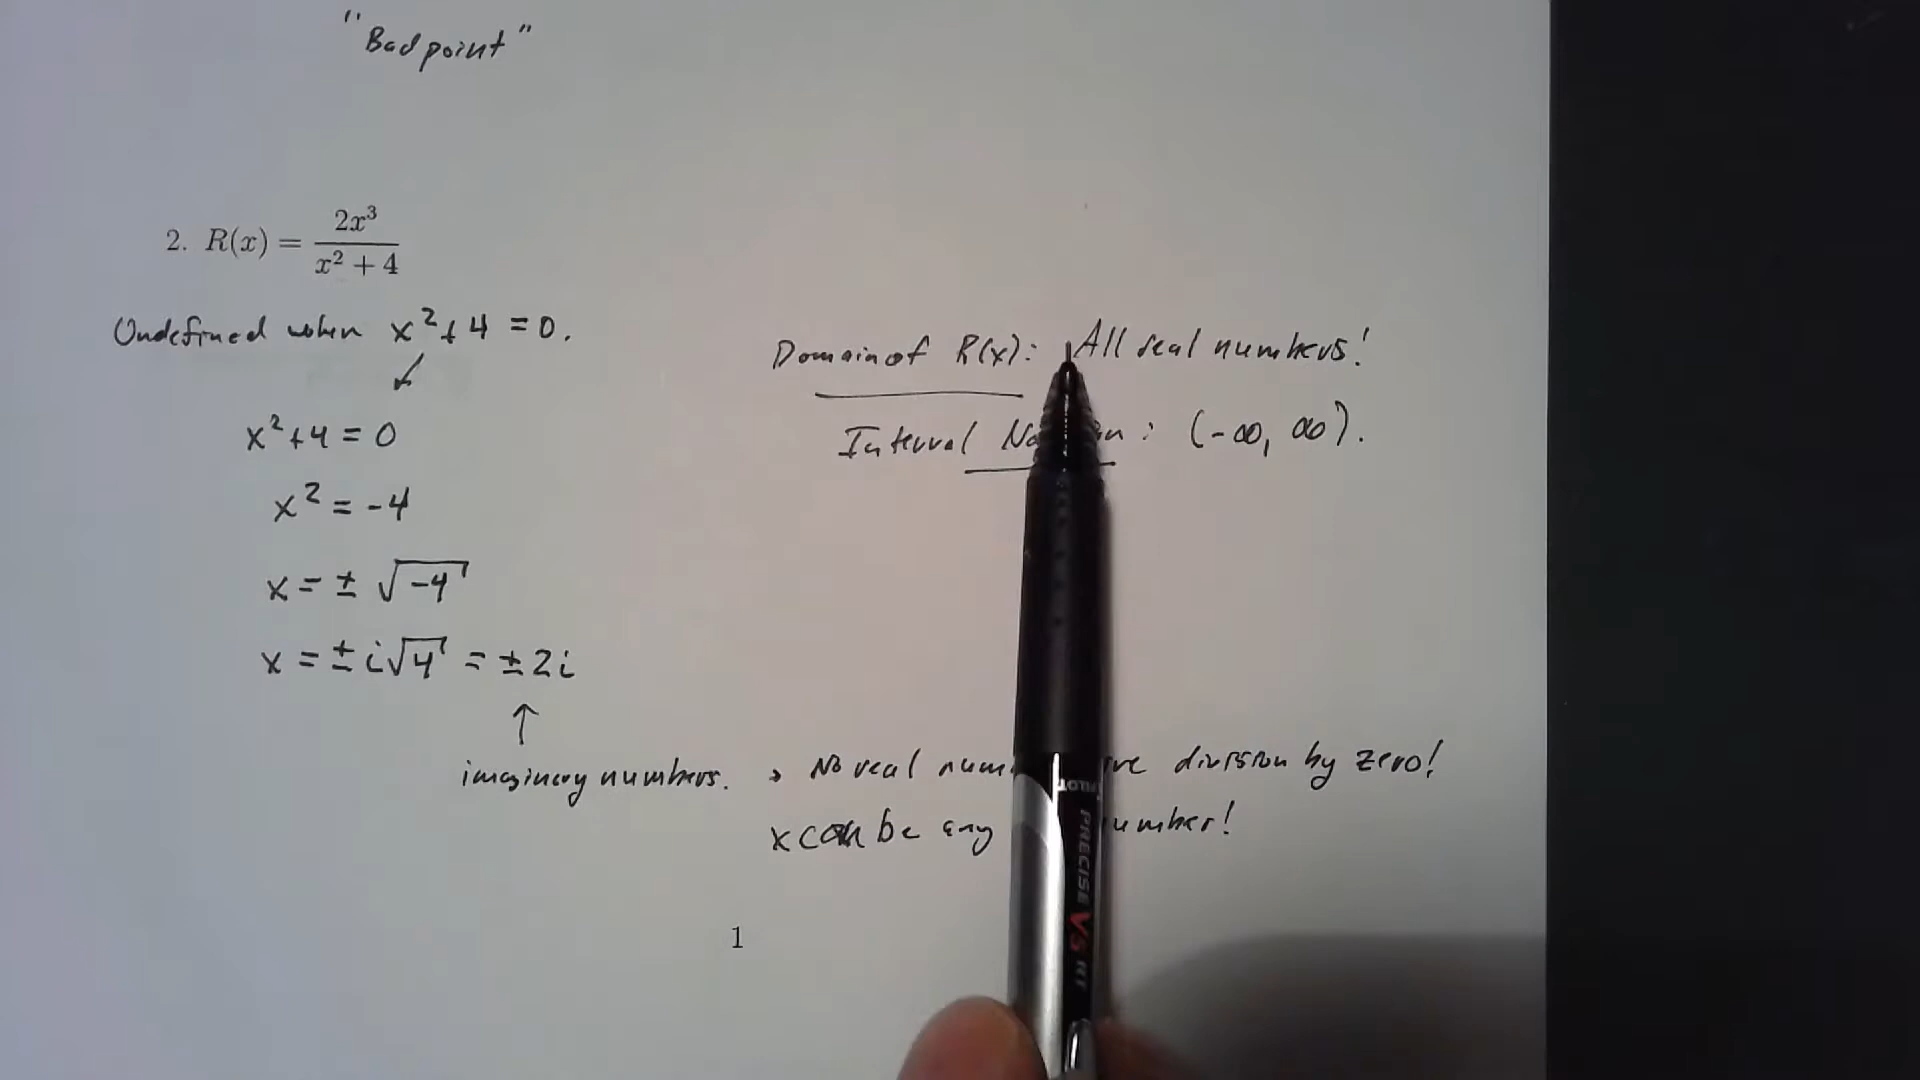 "Bad point"
2. R(x) = 2x³ / x² + 4
Undefined when x² + 4 = 0.
Domain of R(x): All real numbers!
x² + 4 = 0
Interval : (-∞, ∞).
x² = -4
x = ± √-4
x = ± i√4 = ± 2i
↑
imaginary numbers. → No real division by zero!
x can be any number!
1
PILOT
PRECISE V5 RT